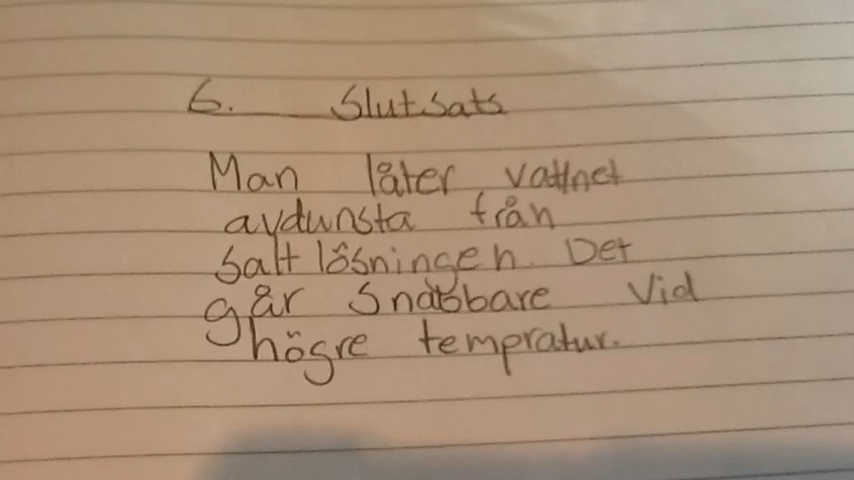 6. Slutsats
Man låter vattnet
avdunsta från
saltlösningen. Det
går snabbare vid
högre tempratur.